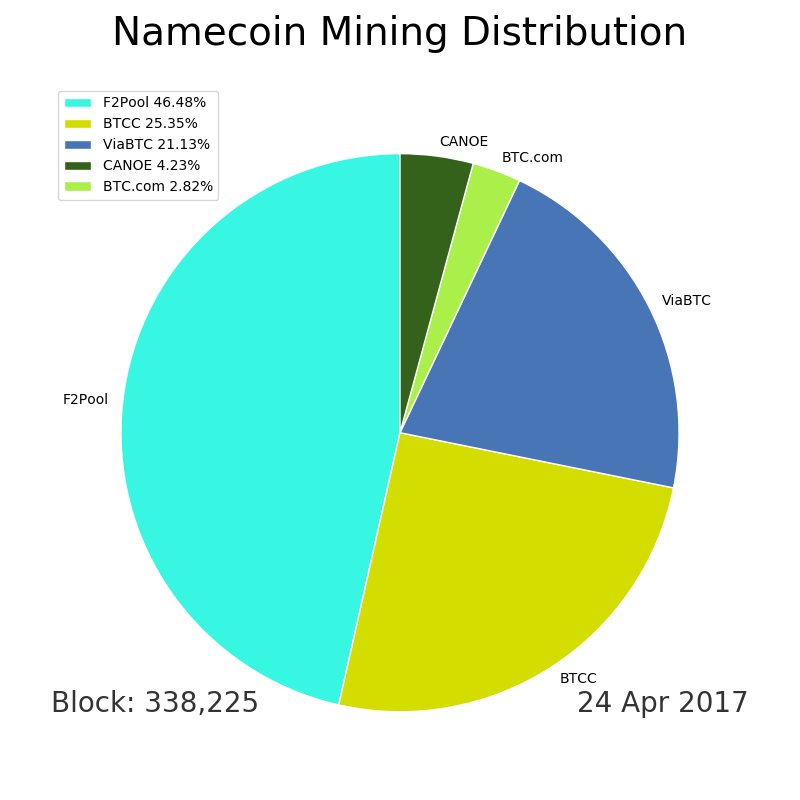 Namecoin Mining Distribution
F2Pool 46.48%
BTCC 25.35%
ViaBTC 21.13%
CANOE 4.23%
BTC.com 2.82%
CANOE
BTC.com
ViaBTC
F2Pool
BTCC
Block: 338,225
24 Apr 2017